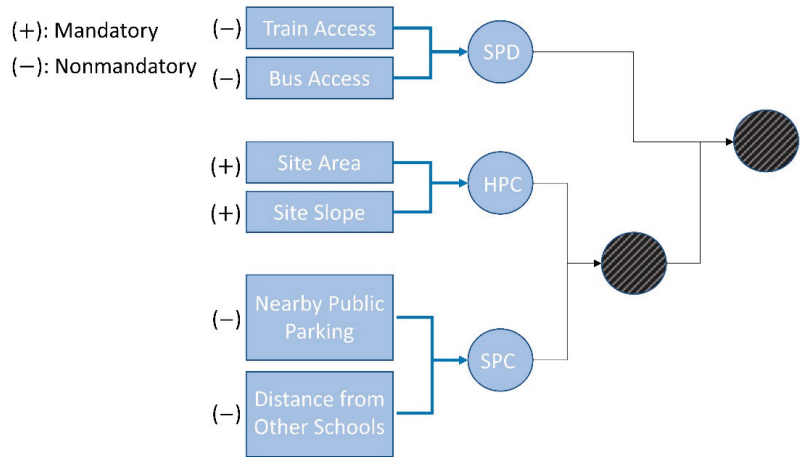 (+): Mandatory
(−): Nonmandatory
(−) Train Access
(−) Bus Access
SPD
(+) Site Area
(+) Site Slope
HPC
(−) Nearby Public
Parking
(−) Distance from
Other Schools
SPC